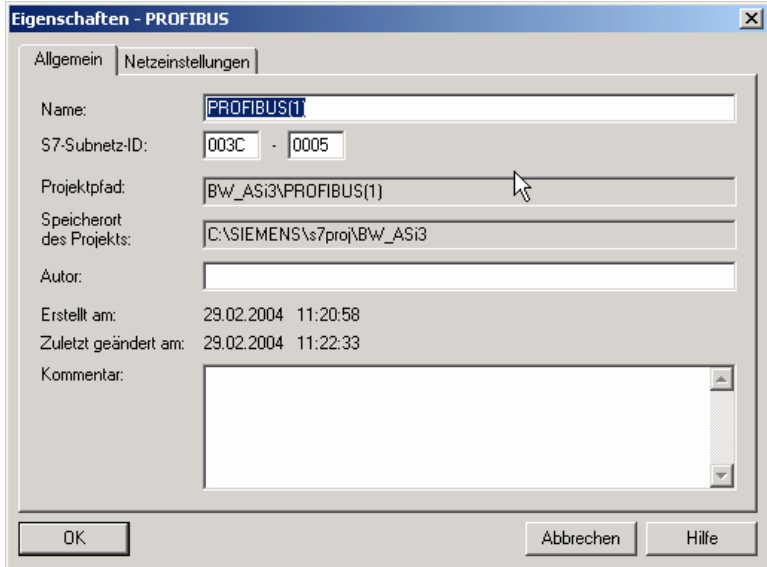 Eigenschaften - PROFIBUS
Allgemein Netzeinstellungen
Name: PROFIBUS(1)
S7-Subnetz-ID: 003C - 0005
Projektpfad: BW_ASi3\PROFIBUS(1)
Speicherort
des Projekts: C:\SIEMENS\s7proj\BW_ASi3
Autor:
Erstellt am: 29.02.2004 11:20:58
Zuletzt geändert am: 29.02.2004 11:22:33
Kommentar:
OK Abbrechen Hilfe